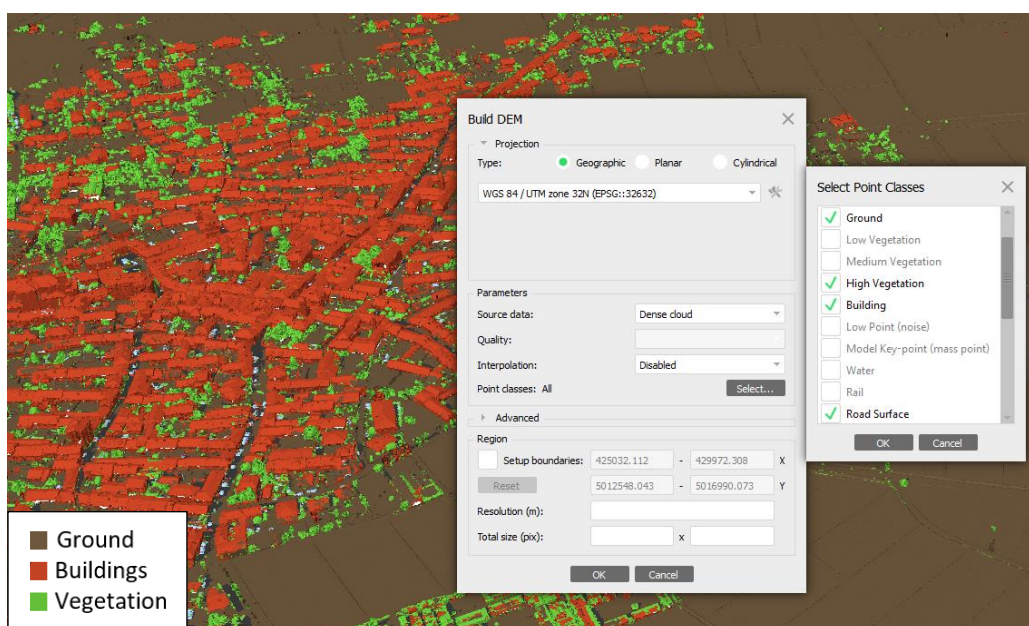 Build DEM
Projection
Type: Geographic Planar Cylindrical
WGS 84 / UTM zone 32N (EPSG::32632)
Parameters
Source data: Dense cloud
Quality:
Interpolation: Disabled
Point classes: All Select...
Advanced
Region
Setup boundaries: 425032.112 - 429972.308 X
Reset 5012548.043 - 5016990.073 Y
Resolution (m):
Total size (pix): x
OK Cancel
Select Point Classes
Ground
Low Vegetation
Medium Vegetation
High Vegetation
Building
Low Point (noise)
Model Key-point (mass point)
Water
Rail
Road Surface
OK Cancel
Ground
Buildings
Vegetation